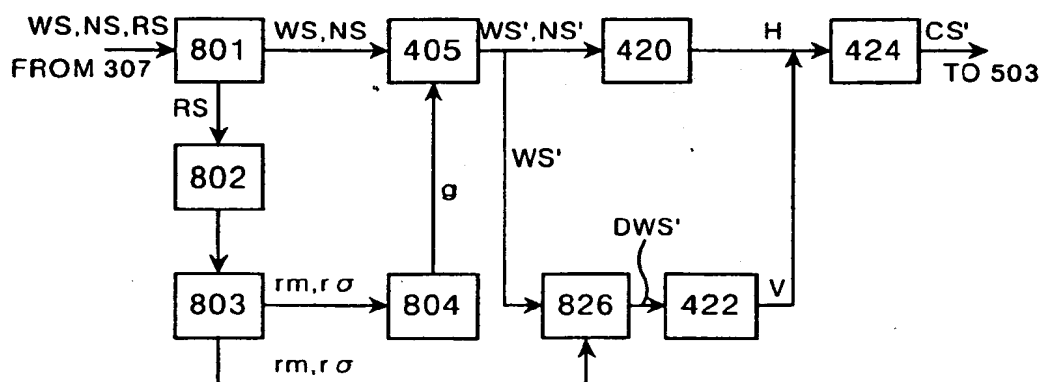 WS,NS,RS
FROM 307
801
WS,NS
405
WS',NS'
420
H
424
CS'
TO 503
RS
802
g
WS'
DWS'
803
rm,rσ
804
826
422
V
rm,rσ